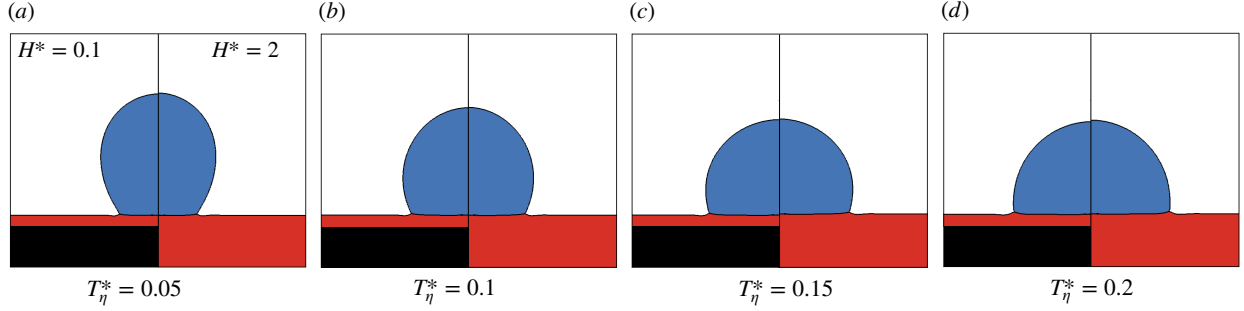 (a)
(b)
(c)
(d)
H* = 0.1
H* = 2
T*η = 0.05
T*η = 0.1
T*η = 0.15
T*η = 0.2